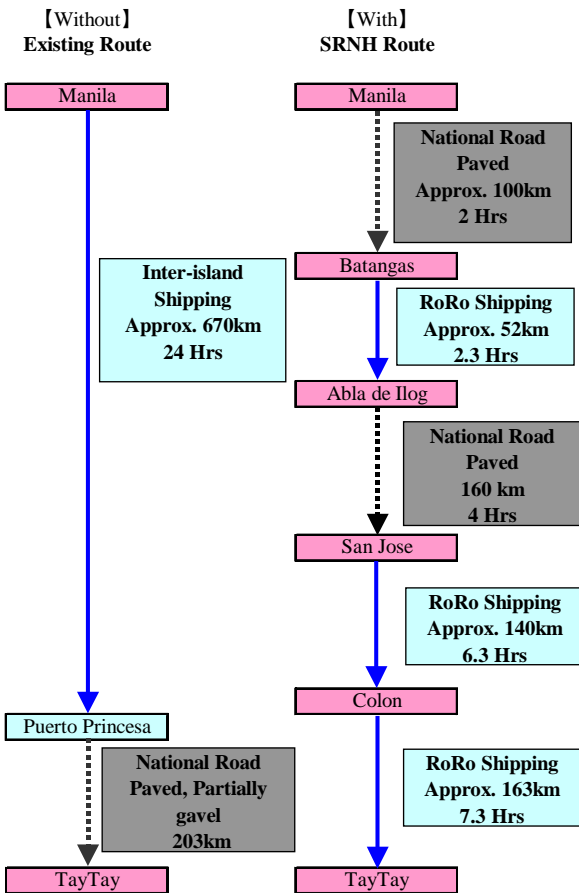 【Without】
Existing Route
Manila
Inter-island
Shipping
Approx. 670km
24 Hrs
Puerto Princesa
National Road
Paved, Partially
gavel
203km
TayTay
【With】
SRNH Route
Manila
National Road
Paved
Approx. 100km
2 Hrs
Batangas
RoRo Shipping
Approx. 52km
2.3 Hrs
Abla de Ilog
National Road
Paved
160 km
4 Hrs
San Jose
RoRo Shipping
Approx. 140km
6.3 Hrs
Colon
RoRo Shipping
Approx. 163km
7.3 Hrs
TayTay